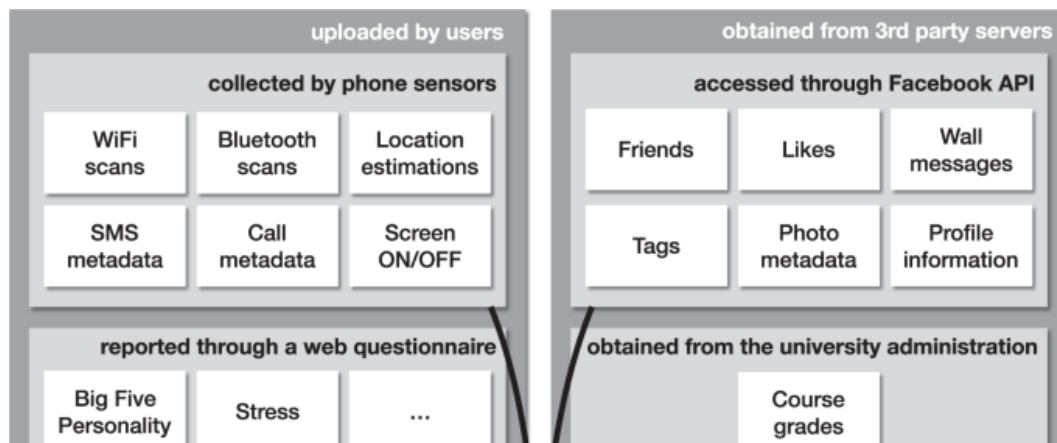 uploaded by users
collected by phone sensors
WiFi
scans
Bluetooth
scans
Location
estimations
SMS
metadata
Call
metadata
Screen
ON/OFF
reported through a web questionnaire
Big Five
Personality
Stress
...
obtained from 3rd party servers
accessed through Facebook API
Friends
Likes
Wall
messages
Tags
Photo
metadata
Profile
information
obtained from the university administration
Course
grades